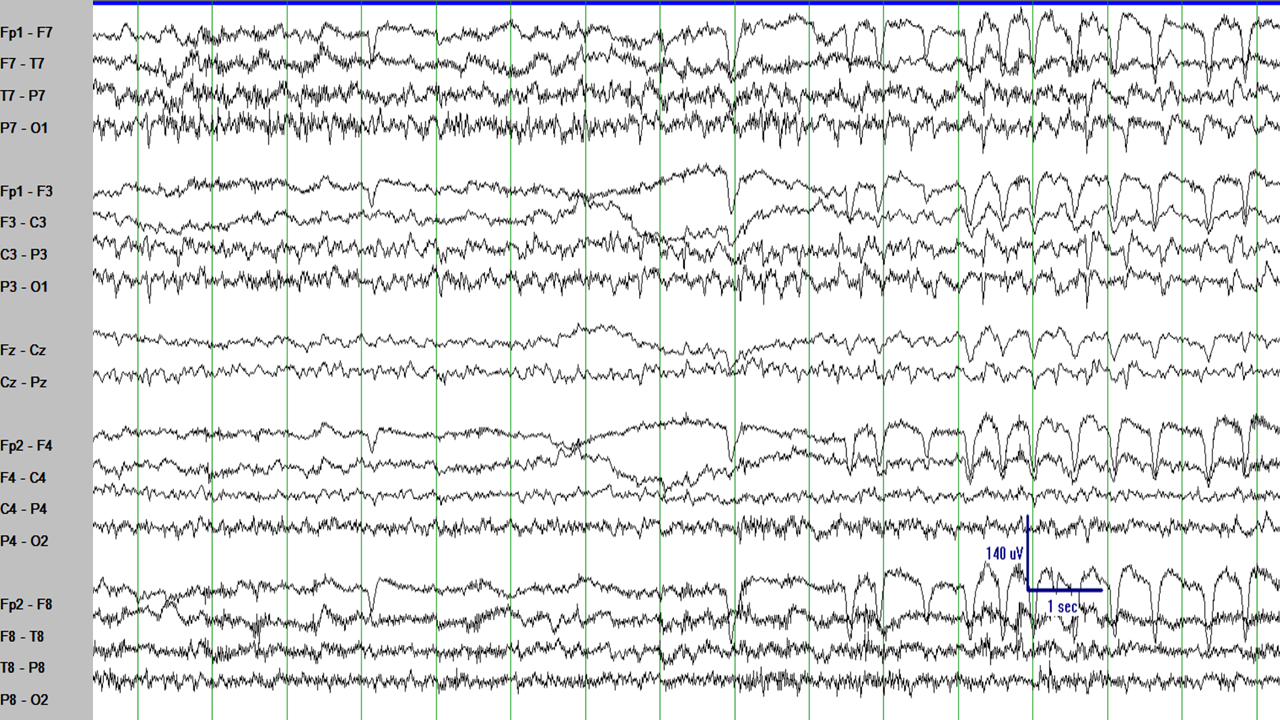 Fp1 - F7
F7 - T7
T7 - P7
P7 - O1
Fp1 - F3
F3 - C3
C3 - P3
P3 - O1
Fz - Cz
Cz - Pz
Fp2 - F4
F4 - C4
C4 - P4
P4 - O2
140 uV
1 sec
Fp2 - F8
F8 - T8
T8 - P8
P8 - O2